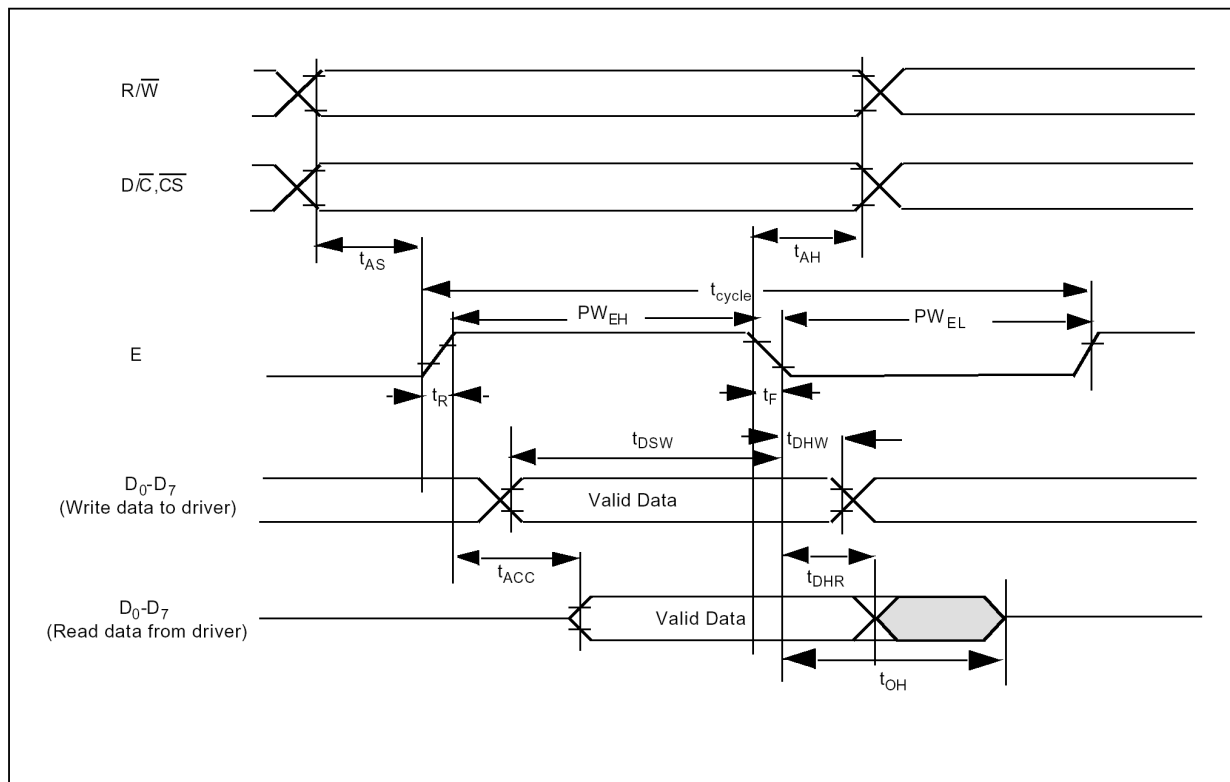 R/W̅
D/C̅,C̅S̅
tAS
tAH
tcycle
PWEH
PWEL
E
tR
tF
tDSW
tDHW
D0-D7
(Write data to driver)
Valid Data
tACC
tDHR
D0-D7
(Read data from driver)
Valid Data
tOH